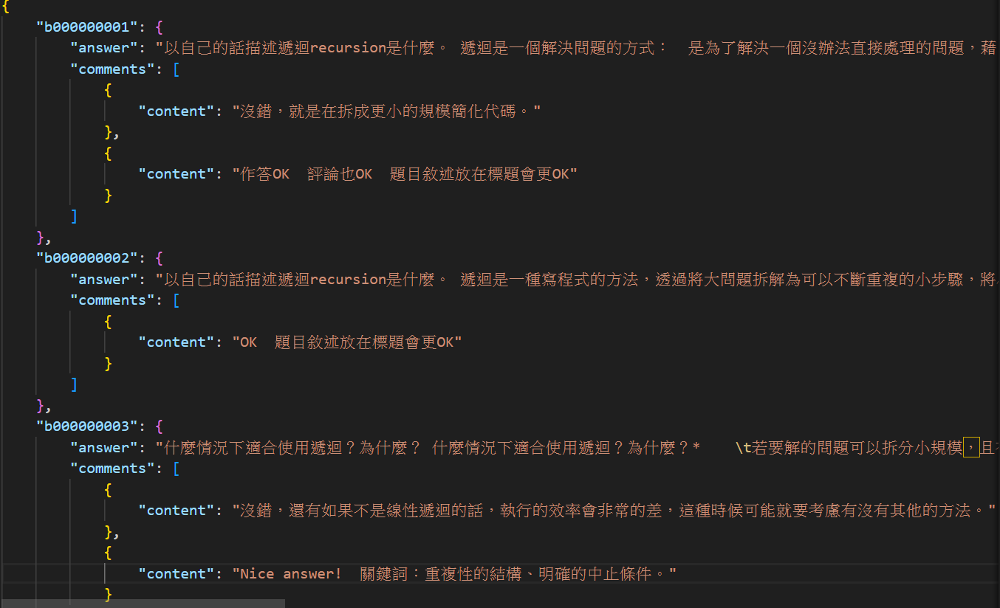 {
"b000000001": {
"answer": "以自己的話描述遞迴recursion是什麼。 遞迴是一個解決問題的方式：  是為了解決一個沒辦法直接處理的問題，藉
"comments": [
{
"content": "沒錯，就是在拆成更小的規模簡化代碼。"
},
{
"content": "作答OK  評論也OK  題目敘述放在標題會更OK"
}
]
},
"b000000002": {
"answer": "以自己的話描述遞迴recursion是什麼。 遞迴是一種寫程式的方法，透過將大問題拆解為可以不斷重複的小步驟，將
"comments": [
{
"content": "OK  題目敘述放在標題會更OK"
}
]
},
"b000000003": {
"answer": "什麼情況下適合使用遞迴？為什麼？ 什麼情況下適合使用遞迴？為什麼？*    \t若要解的問題可以拆分小規模，且
"comments": [
{
"content": "沒錯，還有如果不是線性遞迴的話，執行的效率會非常的差，這種時候可能就要考慮有沒有其他的方法。"
},
{
"content": "Nice answer!  關鍵詞：重複性的結構、明確的中止條件。"
}